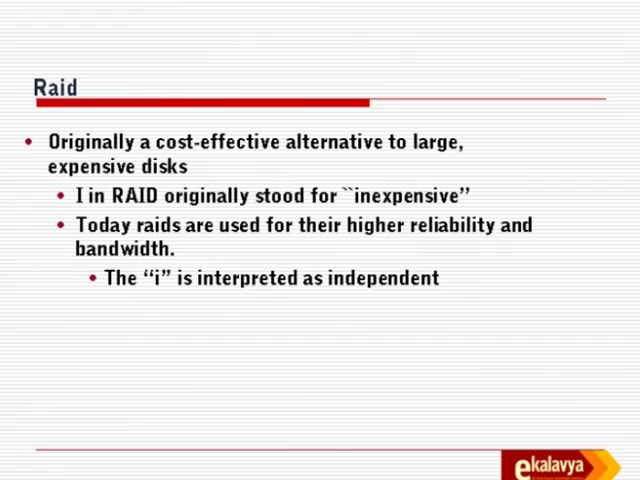 Raid
Originally a cost-effective alternative to large,
expensive disks
I in RAID originally stood for ``inexpensive’’
Today raids are used for their higher reliability and
bandwidth.
The “i” is interpreted as independent
ekalavya